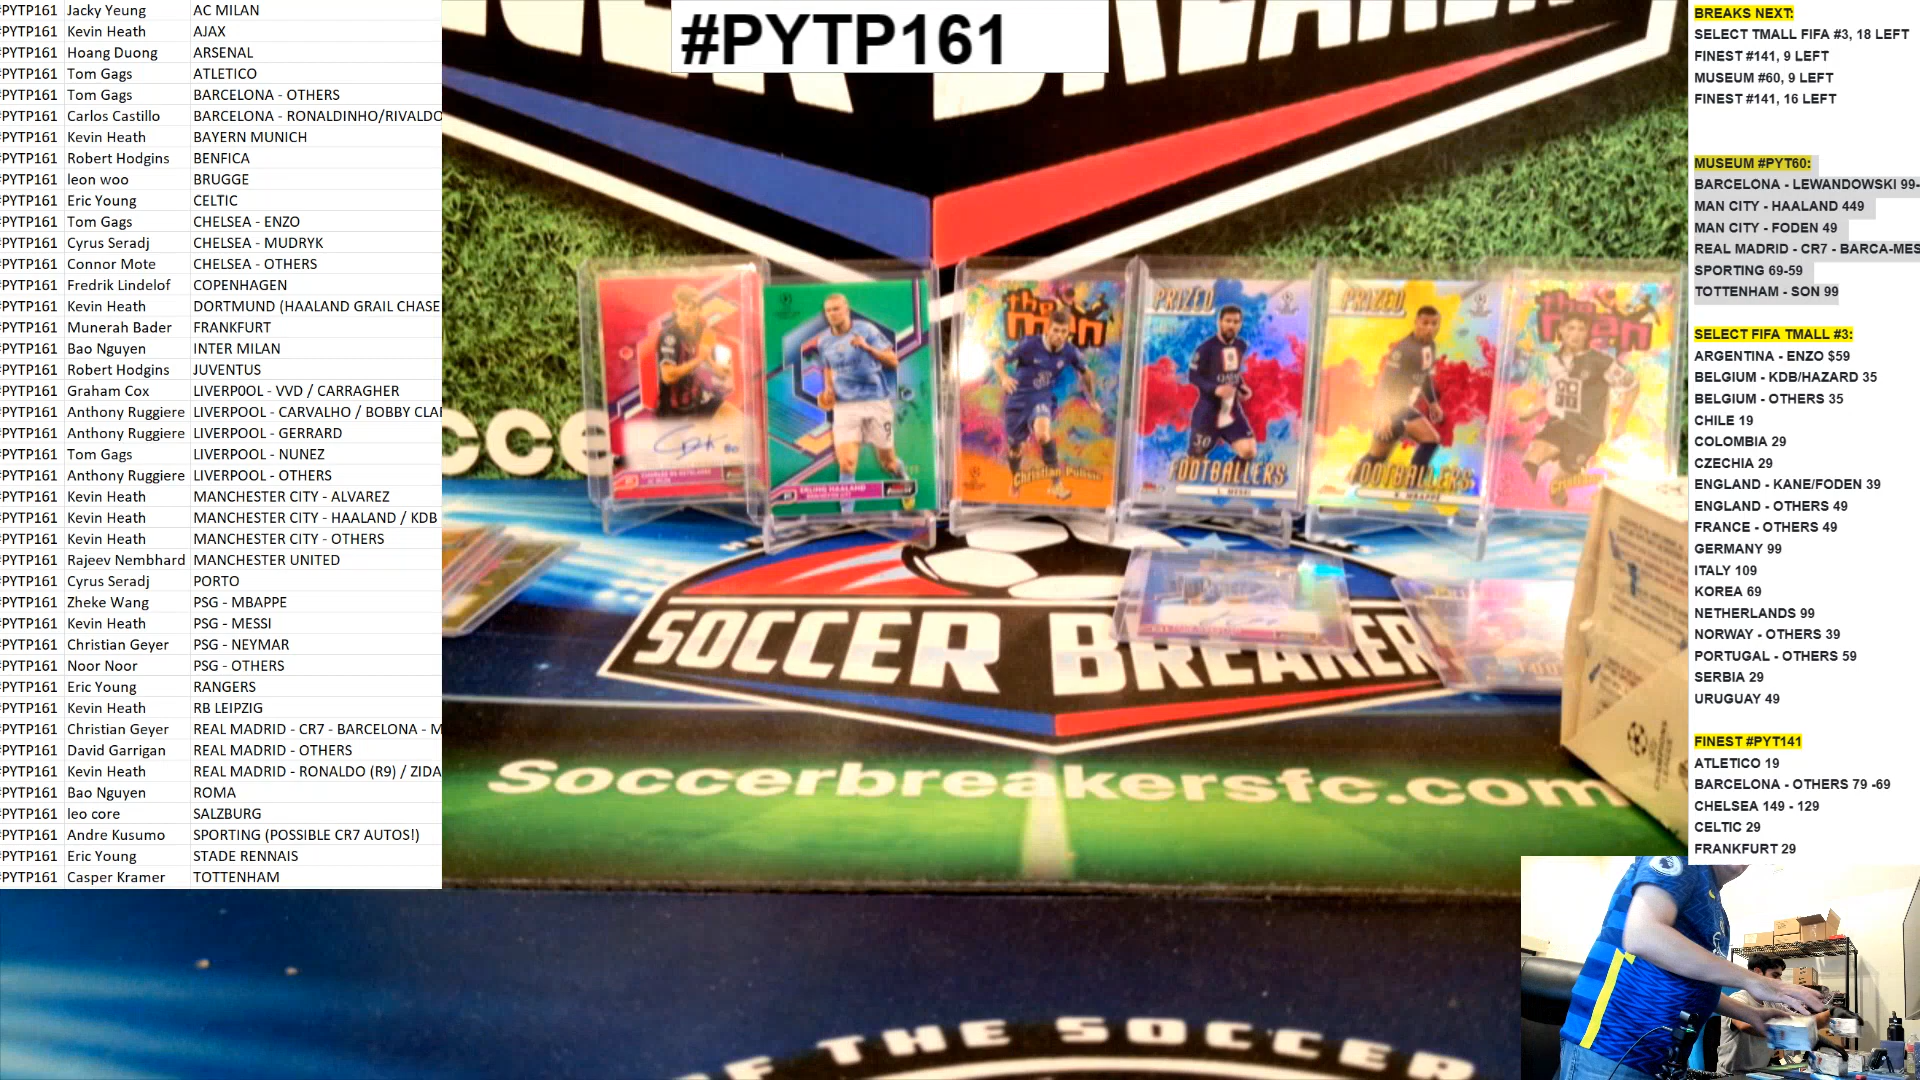 #PYTP161
PYTP161 Jacky Yeung AC MILAN
PYTP161 Kevin Heath AJAX
PYTP161 Hoang Duong ARSENAL
PYTP161 Tom Gags ATLETICO
PYTP161 Tom Gags BARCELONA - OTHERS
PYTP161 Carlos Castillo BARCELONA - RONALDINHO/RIVALDO
PYTP161 Kevin Heath BAYERN MUNICH
PYTP161 Robert Hodgins BENFICA
PYTP161 leon woo BRUGGE
PYTP161 Eric Young CELTIC
PYTP161 Tom Gags CHELSEA - ENZO
PYTP161 Cyrus Seradj CHELSEA - MUDRYK
PYTP161 Connor Mote CHELSEA - OTHERS
PYTP161 Fredrik Lindelof COPENHAGEN
PYTP161 Kevin Heath DORTMUND (HAALAND GRAIL CHASE
PYTP161 Munerah Bader FRANKFURT
PYTP161 Bao Nguyen INTER MILAN
PYTP161 Robert Hodgins JUVENTUS
PYTP161 Graham Cox LIVERP0OL - VVD / CARRAGHER
PYTP161 Anthony Ruggiere LIVERPOOL - CARVALHO / BOBBY CLA
PYTP161 Anthony Ruggiere LIVERPOOL - GERRARD
PYTP161 Tom Gags LIVERPOOL - NUNEZ
PYTP161 Anthony Ruggiere LIVERPOOL - OTHERS
PYTP161 Kevin Heath MANCHESTER CITY - ALVAREZ
PYTP161 Kevin Heath MANCHESTER CITY - HAALAND / KDB
PYTP161 Kevin Heath MANCHESTER CITY - OTHERS
PYTP161 Rajeev Nembhard MANCHESTER UNITED
PYTP161 Cyrus Seradj PORTO
PYTP161 Zheke Wang PSG - MBAPPE
PYTP161 Kevin Heath PSG - MESSI
PYTP161 Christian Geyer PSG - NEYMAR
PYTP161 Noor Noor PSG - OTHERS
PYTP161 Eric Young RANGERS
PYTP161 Kevin Heath RB LEIPZIG
PYTP161 Christian Geyer REAL MADRID - CR7 - BARCELONA - M
PYTP161 David Garrigan REAL MADRID - OTHERS
PYTP161 Kevin Heath REAL MADRID - RONALDO (R9) / ZIDA
PYTP161 Bao Nguyen ROMA
PYTP161 leo core SALZBURG
PYTP161 Andre Kusumo SPORTING (POSSIBLE CR7 AUTOS!)
PYTP161 Eric Young STADE RENNAIS
PYTP161 Casper Kramer TOTTENHAM
the man
Christian Pulisic
PRIZED FOOTBALLERS
PRIZED FOOTBALLERS
the man
ERLING HAALAND
SOCCER BREAKER
Soccerbreakersfc.com
OF THE SOCCER
BREAKS NEXT:
SELECT TMALL FIFA #3, 18 LEFT
FINEST #141, 9 LEFT
MUSEUM #60, 9 LEFT
FINEST #141, 16 LEFT
MUSEUM #PYT60:
BARCELONA - LEWANDOWSKI 99-
MAN CITY - HAALAND 449
MAN CITY - FODEN 49
REAL MADRID - CR7 - BARCA-MES
SPORTING 69-59
TOTTENHAM - SON 99
SELECT FIFA TMALL #3:
ARGENTINA - ENZO $59
BELGIUM - KDB/HAZARD 35
BELGIUM - OTHERS 35
CHILE 19
COLOMBIA 29
CZECHIA 29
ENGLAND - KANE/FODEN 39
ENGLAND - OTHERS 49
FRANCE - OTHERS 49
GERMANY 99
ITALY 109
KOREA 69
NETHERLANDS 99
NORWAY - OTHERS 39
PORTUGAL - OTHERS 59
SERBIA 29
URUGUAY 49
FINEST #PYT141
ATLETICO 19
BARCELONA - OTHERS 79 -69
CHELSEA 149 - 129
CELTIC 29
FRANKFURT 29